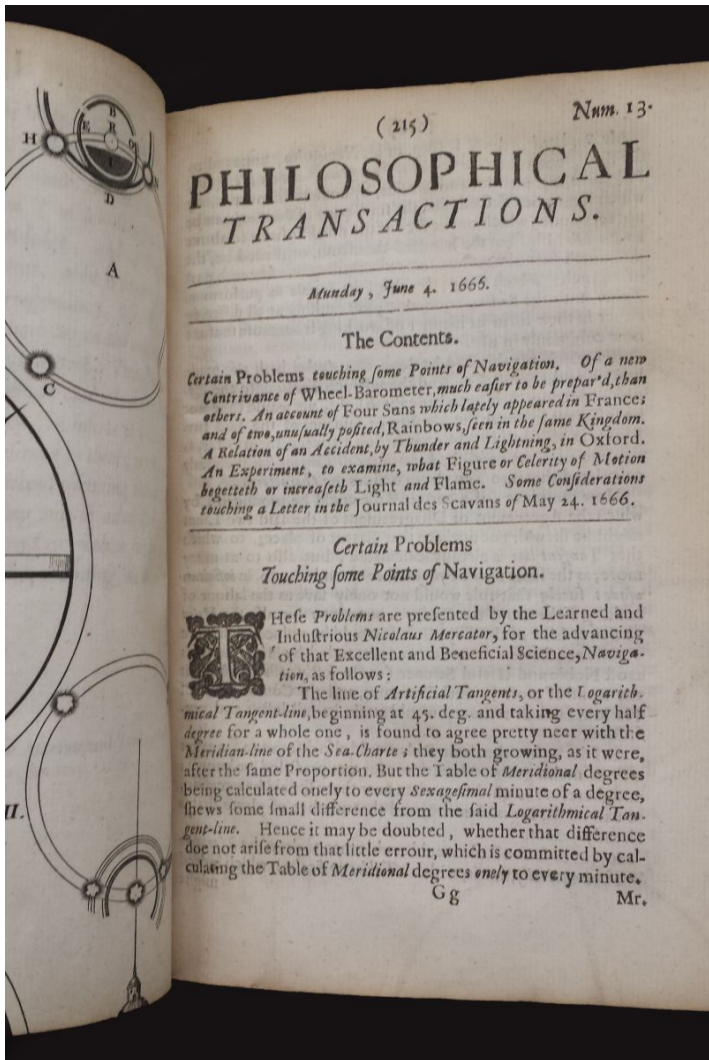 H
B
E
R
D
A
C
II.
(215)
Num. 13.
PHILOSOPHICAL
TRANSACTIONS.
Munday, June 4. 1666.
The Contents.
Certain Problems touching ſome Points of Navigation. Of a new
Contrivance of Wheel-Barometer, much eaſier to be prepar'd, than
others. An account of Four Suns which lately appeared in France;
and of two, unuſually poſited, Rainbows, ſeen in the ſame Kingdom.
A Relation of an Accident, by Thunder and Lightning, in Oxford.
An Experiment, to examine, what Figure or Celerity of Motion
begetteth or increaſeth Light and Flame. Some Conſiderations
touching a Letter in the Journal des Scavans of May 24. 1666.
Certain Problems
Touching ſome Points of Navigation.
THeſe Problems are preſented by the Learned and
Induſtrious Nicolaus Mercator, for the advancing
of that Excellent and Beneficial Science, Naviga-
tion, as follows:
The line of Artificial Tangents, or the Logarith-
mical Tangent-line, beginning at 45. deg. and taking every half
degree for a whole one, is found to agree pretty neer with the
Meridian-line of the Sea-Charte; they both growing, as it were,
after the ſame Proportion. But the Table of Meridional degrees
being calculated onely to every Sexageſimal minute of a degree,
ſhews ſome ſmall difference from the ſaid Logarithmical Tan-
gent-line. Hence it may be doubted, whether that difference
doe not ariſe from that little errour, which is committed by cal-
culating the Table of Meridional degrees onely to every minute.
Gg
Mr.